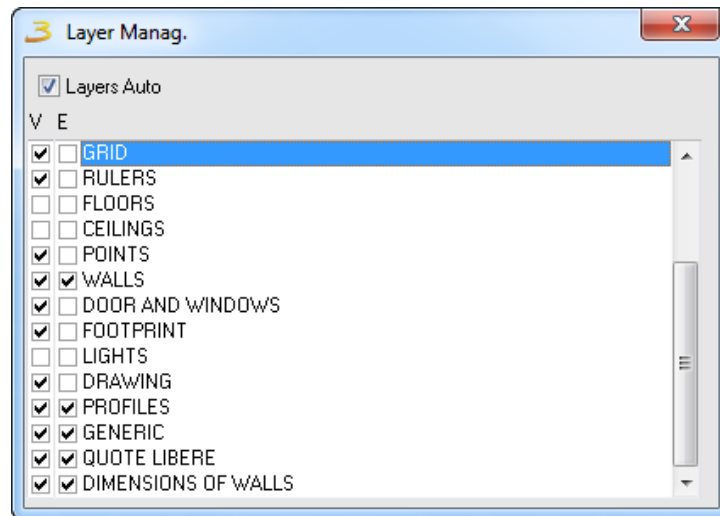 Layer Manag.
Layers Auto
V E
GRID
RULERS
FLOORS
CEILINGS
POINTS
WALLS
DOOR AND WINDOWS
FOOTPRINT
LIGHTS
DRAWING
PROFILES
GENERIC
QUOTE LIBERE
DIMENSIONS OF WALLS